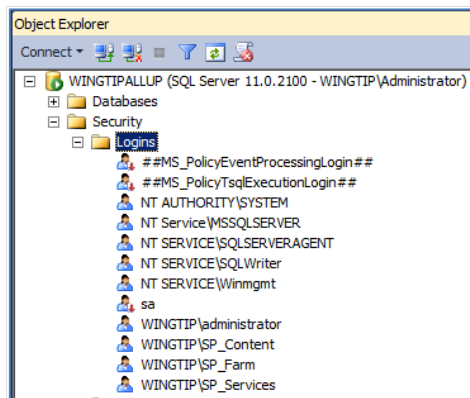 Object Explorer
Connect
WINGTIPALLUP (SQL Server 11.0.2100 - WINGTIP\Administrator)
Databases
Security
Logins
##MS_PolicyEventProcessingLogin##
##MS_PolicyTsqlExecutionLogin##
NT AUTHORITY\SYSTEM
NT Service\MSSQLSERVER
NT SERVICE\SQLSERVERAGENT
NT SERVICE\SQLWriter
NT SERVICE\Winmgmt
sa
WINGTIP\administrator
WINGTIP\SP_Content
WINGTIP\SP_Farm
WINGTIP\SP_Services